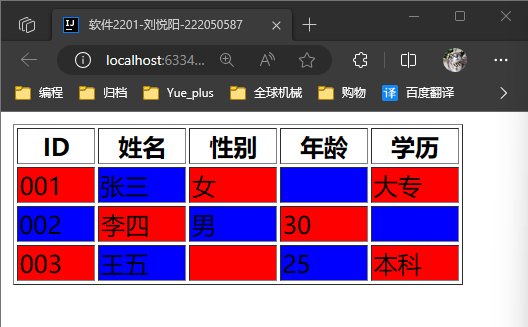 软件2201-刘悦阳-222050587
localhost:6334...
编程 归档 Yue_plus 全球机械 购物 译 百度翻译
ID 姓名 性别 年龄 学历
001 张三 女 大专
002 李四 男 30
003 王五 25 本科